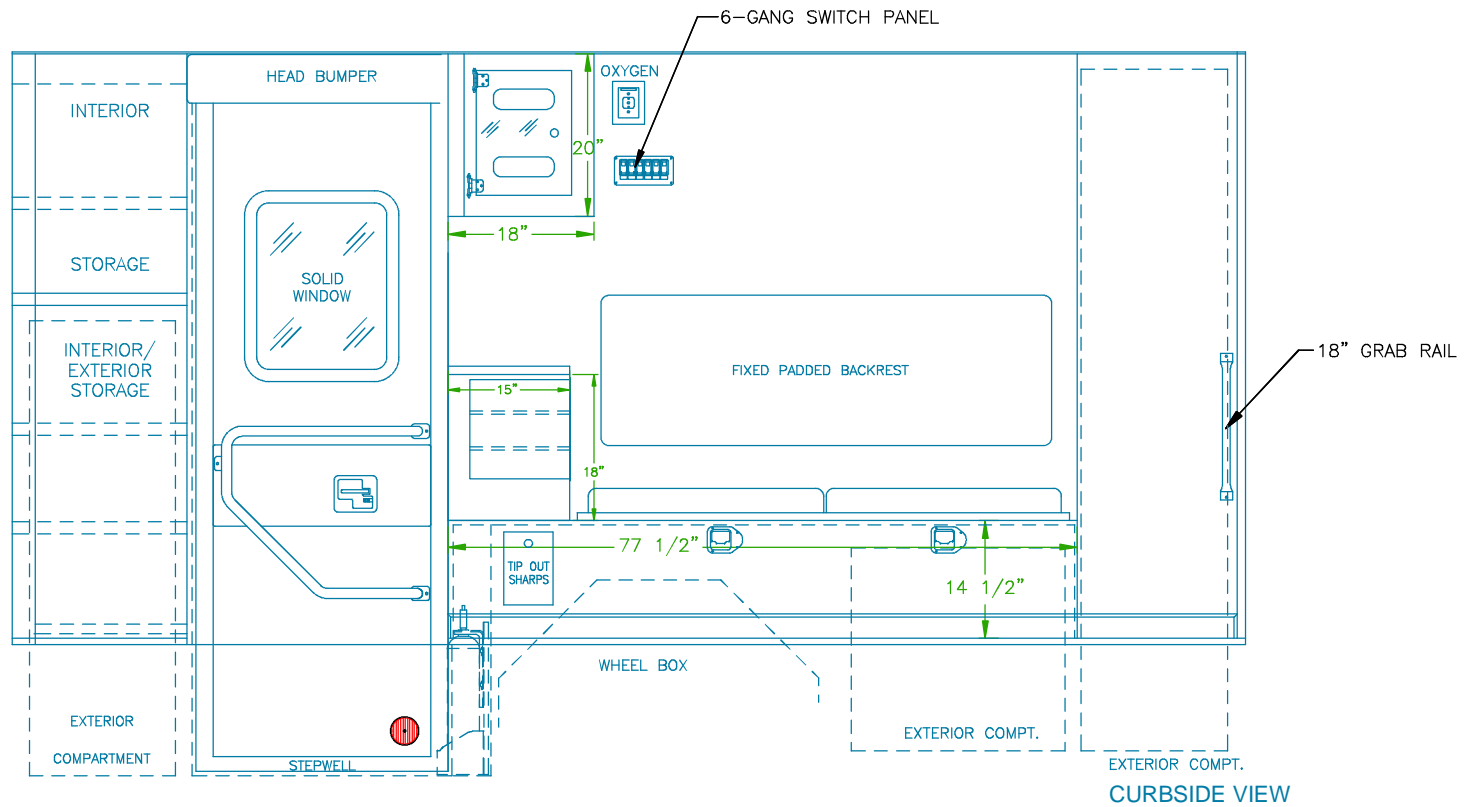 6-GANG SWITCH PANEL
HEAD BUMPER
OXYGEN
INTERIOR
20"
18"
STORAGE
SOLID
WINDOW
INTERIOR/
EXTERIOR
STORAGE
18" GRAB RAIL
FIXED PADDED BACKREST
15"
18"
77 1/2"
TIP OUT
SHARPS
14 1/2"
WHEEL BOX
EXTERIOR
COMPARTMENT
EXTERIOR COMPT.
STEPWELL
EXTERIOR COMPT.
CURBSIDE VIEW